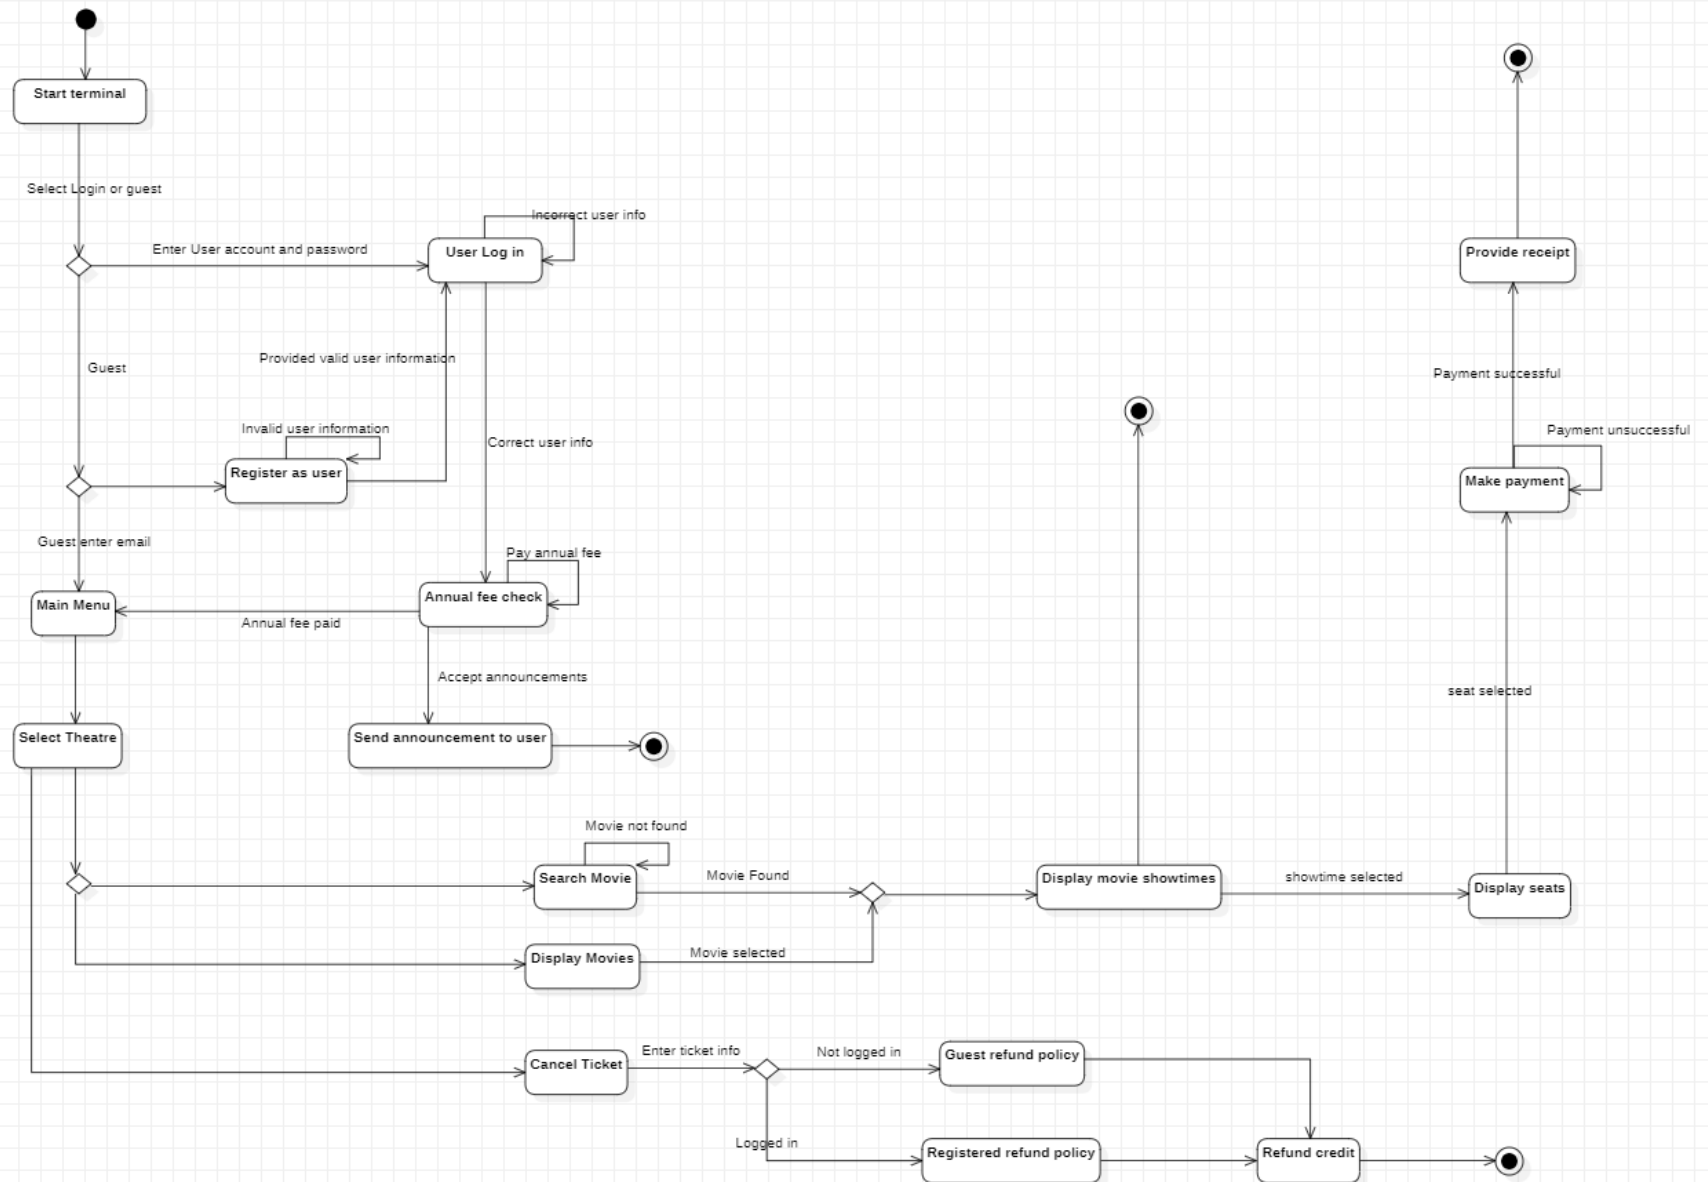 Start terminal
Select Login or guest
Incorrect user info
Enter User account and password
User Log in
Provide receipt
Provided valid user information
Guest
Payment successful
Invalid user information
Correct user info
Payment unsuccessful
Register as user
Make payment
Guest enter email
Pay annual fee
Main Menu
Annual fee check
Annual fee paid
Accept announcements
seat selected
Select Theatre
Send announcement to user
Movie not found
Search Movie
Movie Found
Display movie showtimes
showtime selected
Display seats
Display Movies
Movie selected
Cancel Ticket
Enter ticket info
Not logged in
Guest refund policy
Logged in
Registered refund policy
Refund credit